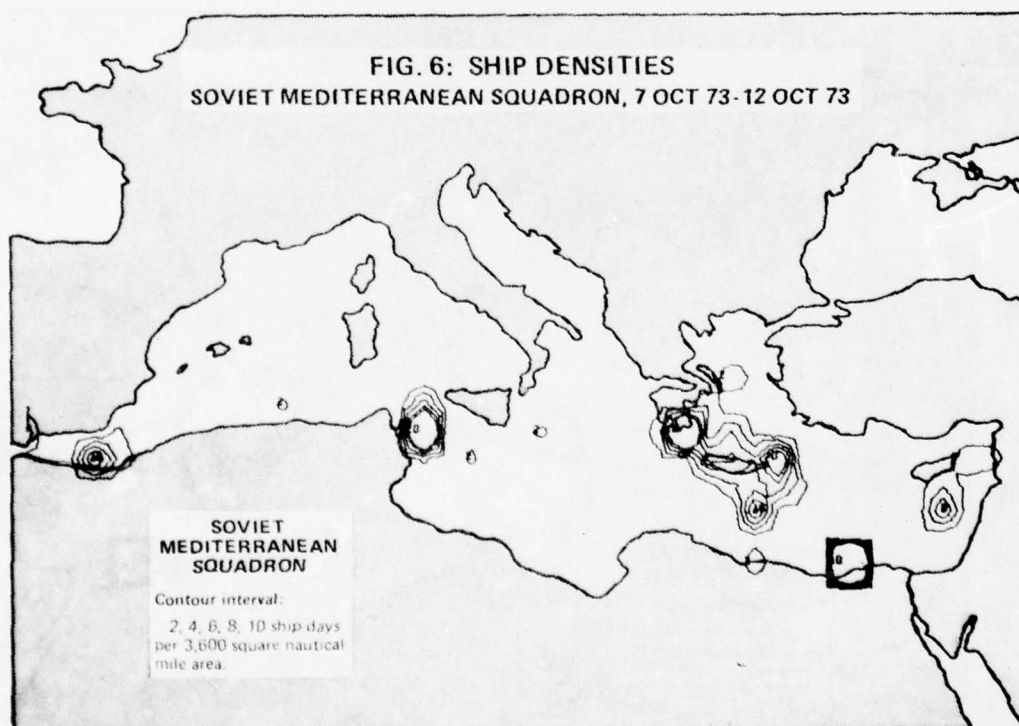 FIG. 6: SHIP DENSITIES
SOVIET MEDITERRANEAN SQUADRON, 7 OCT 73-12 OCT 73
SOVIET
MEDITERRANEAN
SQUADRON
Contour interval:
2, 4, 6, 8, 10 ship days
per 3,600 square nautical
mile area.